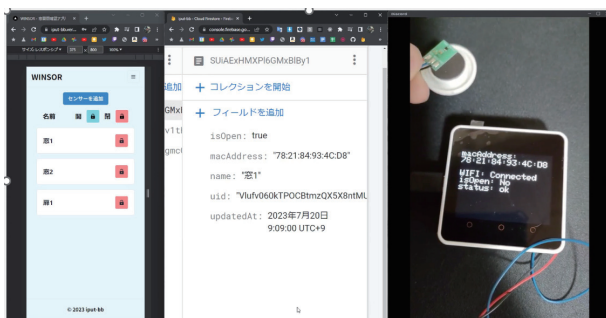 WINSOR
センサーを追加
名前 開 閉
窓1
窓2
扉1
© 2023 iput-bb
追加
SUiAExHMXPl6GMxBlBy1
+ コレクションを開始
+ フィールドを追加
isOpen: true
macAddress: "78:21:84:93:4C:D8"
name: "窓1"
uid: "Vlufv060kTPOCBtmzQX5X8ntMU
updatedAt: 2023年7月20日
9:09:00 UTC+9
macAddress:
78:21:84:93:4C:D8
WIFI: Connected
isOpen: No
status: ok